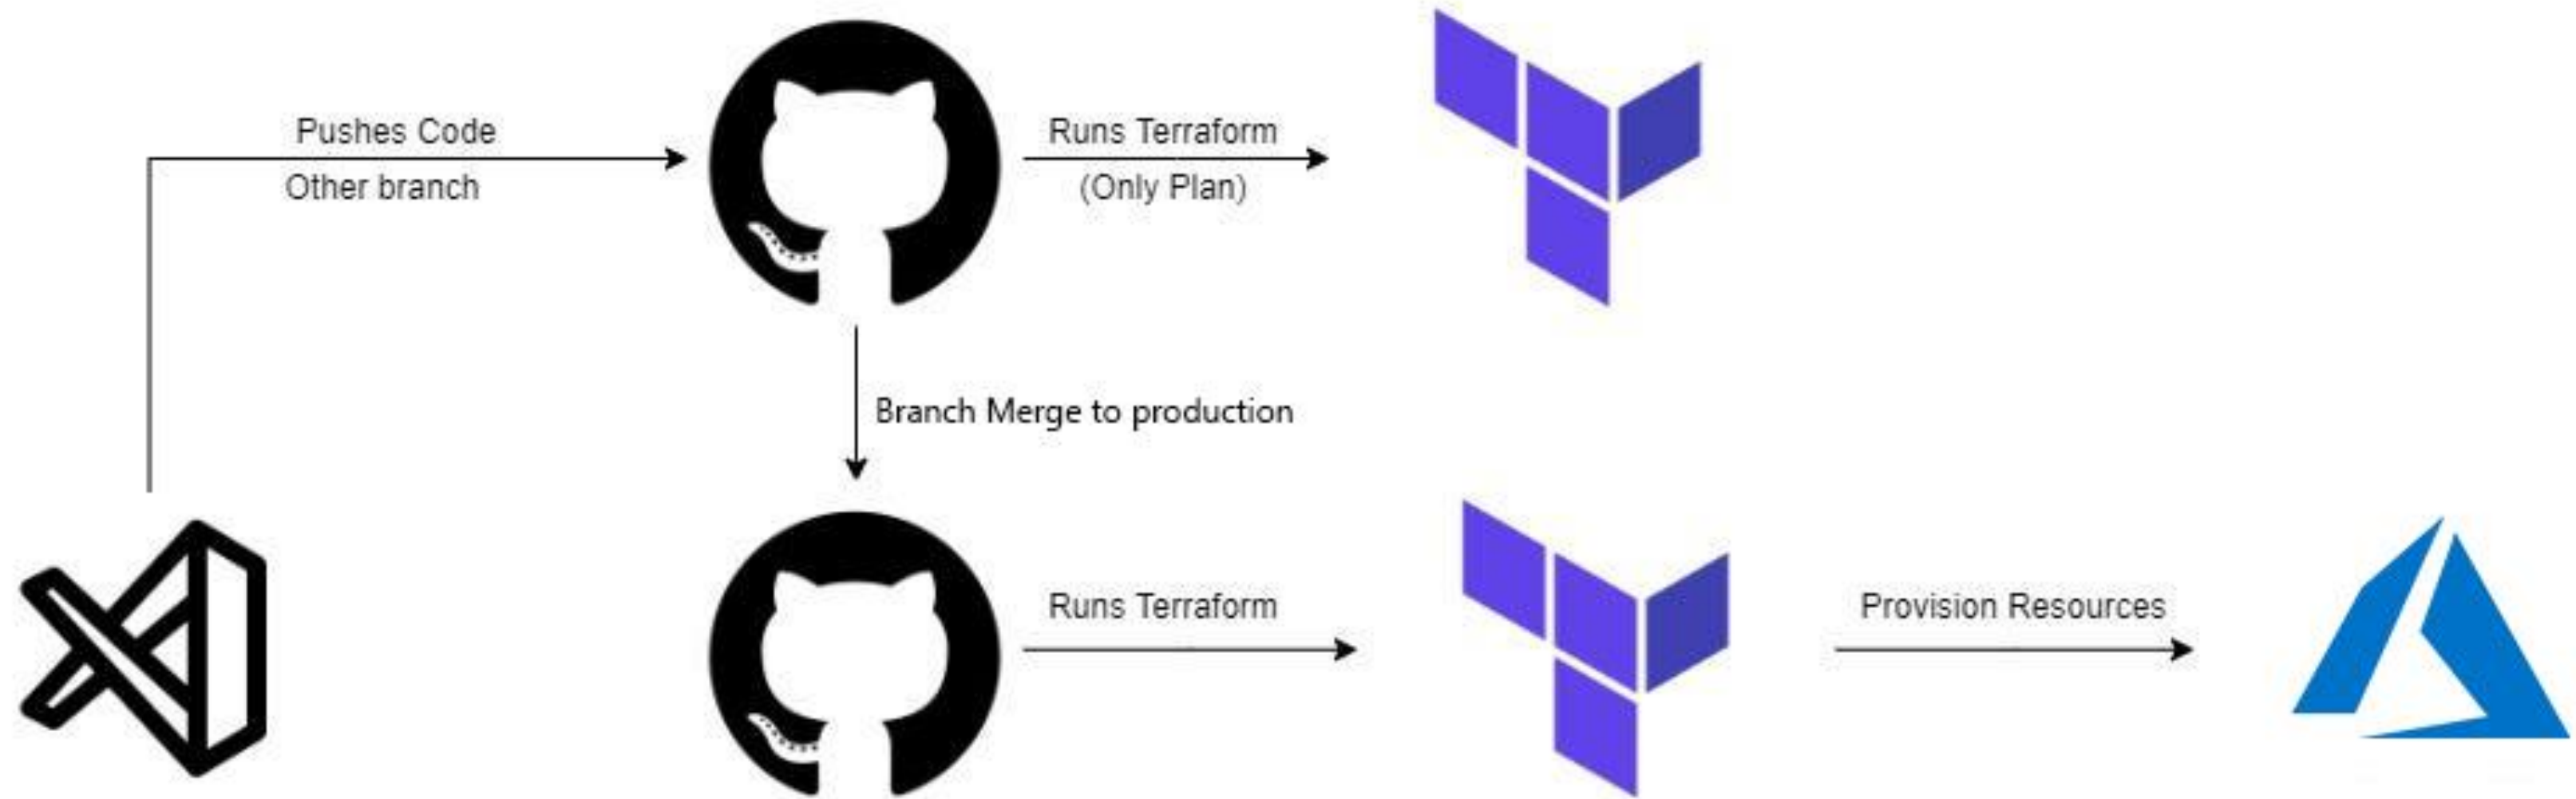 Pushes Code
Other branch
Runs Terraform
(Only Plan)
Branch Merge to production
Runs Terraform
Provision Resources